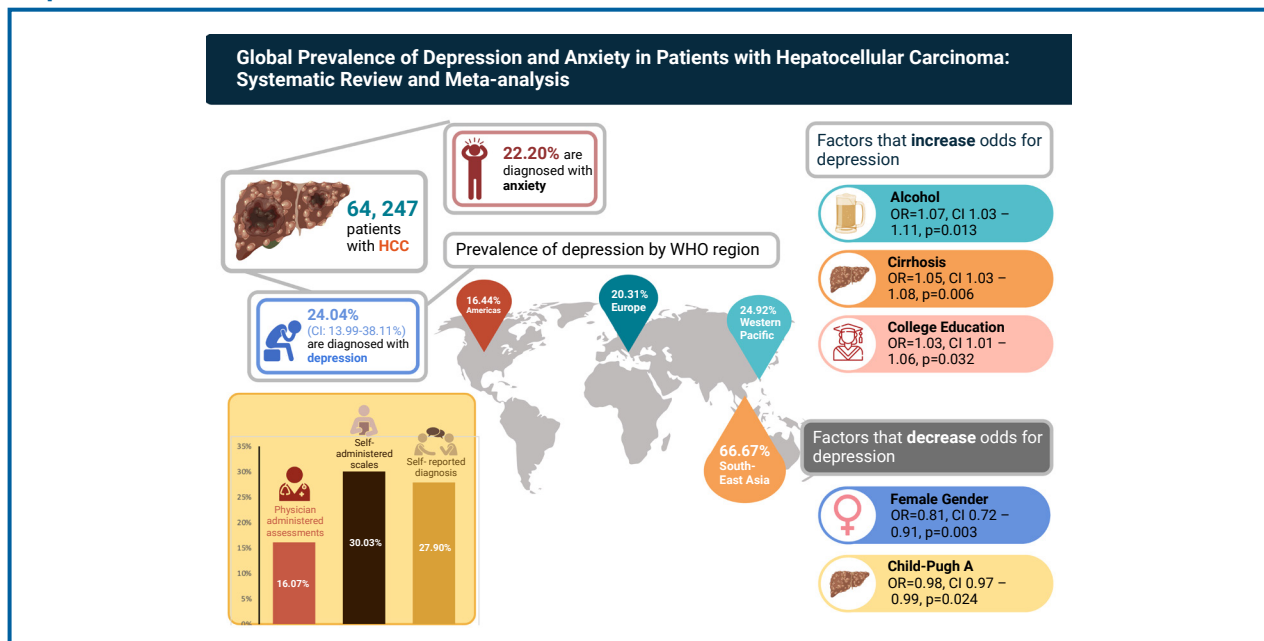 Global Prevalence of Depression and Anxiety in Patients with Hepatocellular Carcinoma:
Systematic Review and Meta-analysis
22.20% are
diagnosed with
anxiety
64, 247
patients
with HCC
Prevalence of depression by WHO region
24.04%
(CI: 13.99-38.11%)
are diagnosed with
depression
16.44%
Americas
20.31%
Europe
24.92%
Western
Pacific
66.67%
South-
East Asia
35%
30%
25%
20%
15%
10%
5%
0%
Physician
administered
assessments
16.07%
Self-
administered
scales
30.03%
Self- reported
diagnosis
27.90%
Factors that increase odds for
depression
Alcohol
OR=1.07, CI 1.03 –
1.11, p=0.013
Cirrhosis
OR=1.05, CI 1.03 –
1.08, p=0.006
College Education
OR=1.03, CI 1.01 –
1.06, p=0.032
Factors that decrease odds for
depression
Female Gender
OR=0.81, CI 0.72 –
0.91, p=0.003
Child-Pugh A
OR=0.98, CI 0.97 –
0.99, p=0.024